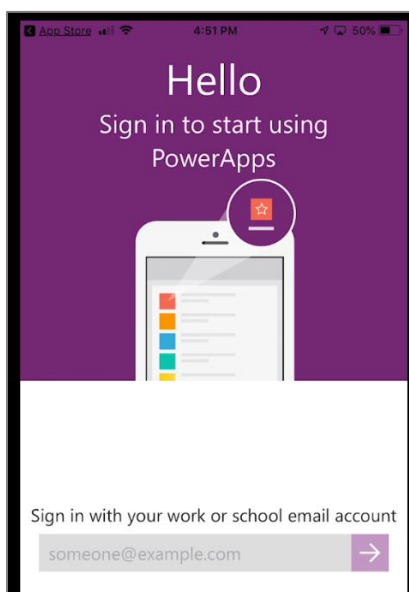 App Store 4:51 PM 50%
Hello
Sign in to start using
PowerApps
Sign in with your work or school email account
someone@example.com